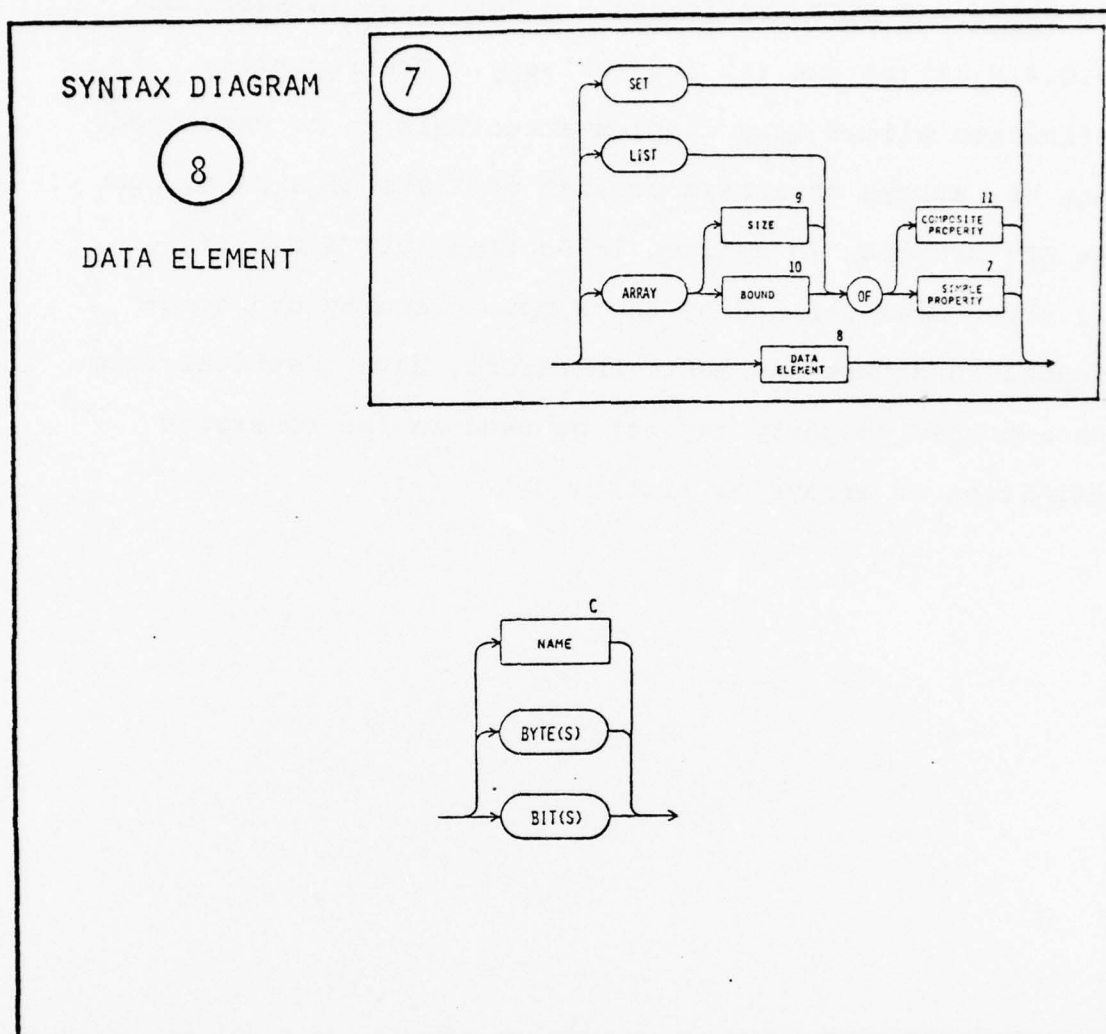 SYNTAX DIAGRAM
8
DATA ELEMENT
7
SET
LIST
9
SIZE
11
COMPOSITE
PROPERTY
ARRAY
10
BOUND
OF
7
SIMPLE
PROPERTY
8
DATA
ELEMENT
C
NAME
BYTE(S)
BIT(S)